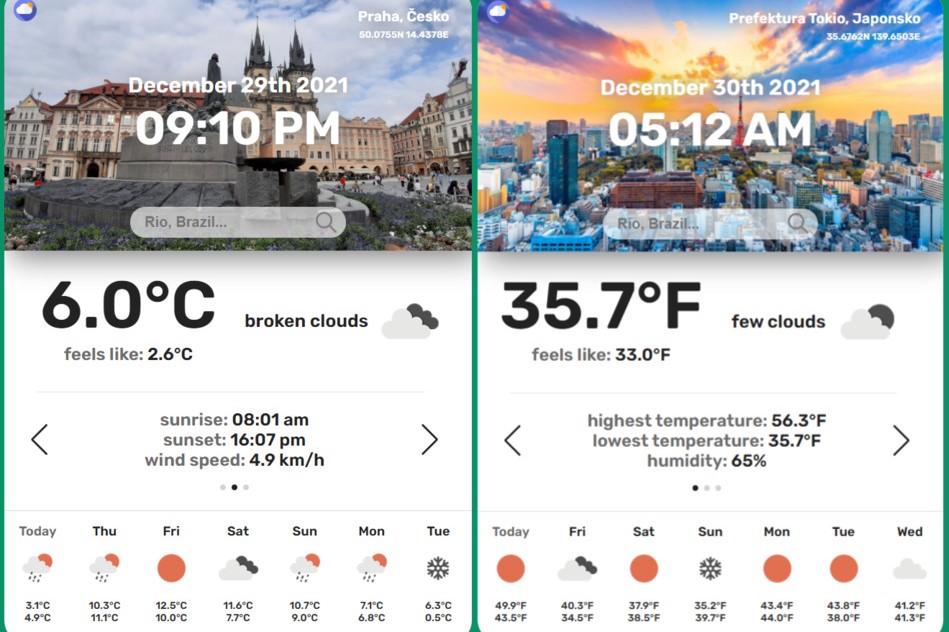 Praha, Česko
50.0755N 14.4378E
December 29th 2021
09:10 PM
Rio, Brazil...
6.0°C
broken clouds
feels like: 2.6°C
sunrise: 08:01 am
sunset: 16:07 pm
wind speed: 4.9 km/h
Today Thu Fri Sat Sun Mon Tue
3.1°C 10.3°C 12.5°C 11.6°C 10.7°C 7.1°C 6.3°C
4.9°C 11.1°C 10.0°C 7.7°C 9.0°C 6.8°C 0.5°C
Prefektura Tokio, Japonsko
35.6762N 139.6503E
December 30th 2021
05:12 AM
Rio, Brazil...
35.7°F
few clouds
feels like: 33.0°F
highest temperature: 56.3°F
lowest temperature: 35.7°F
humidity: 65%
Today Fri Sat Sun Mon Tue Wed
49.9°F 40.3°F 37.9°F 35.2°F 43.4°F 43.8°F 41.2°F
43.5°F 34.5°F 38.5°F 39.7°F 44.0°F 38.0°F 41.3°F